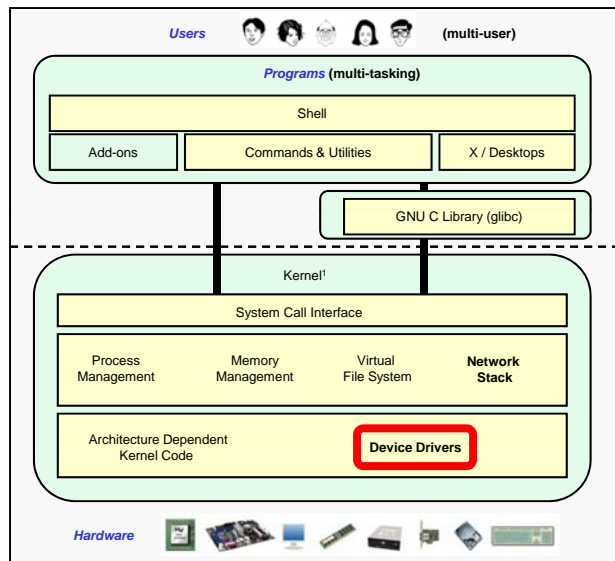 Users (multi-user)
Programs (multi-tasking)
Shell
Add-ons Commands & Utilities X / Desktops
GNU C Library (glibc)
Kernel¹
System Call Interface
Process Management
Memory Management
Virtual File System
Network Stack
Architecture Dependent Kernel Code
Device Drivers
Hardware